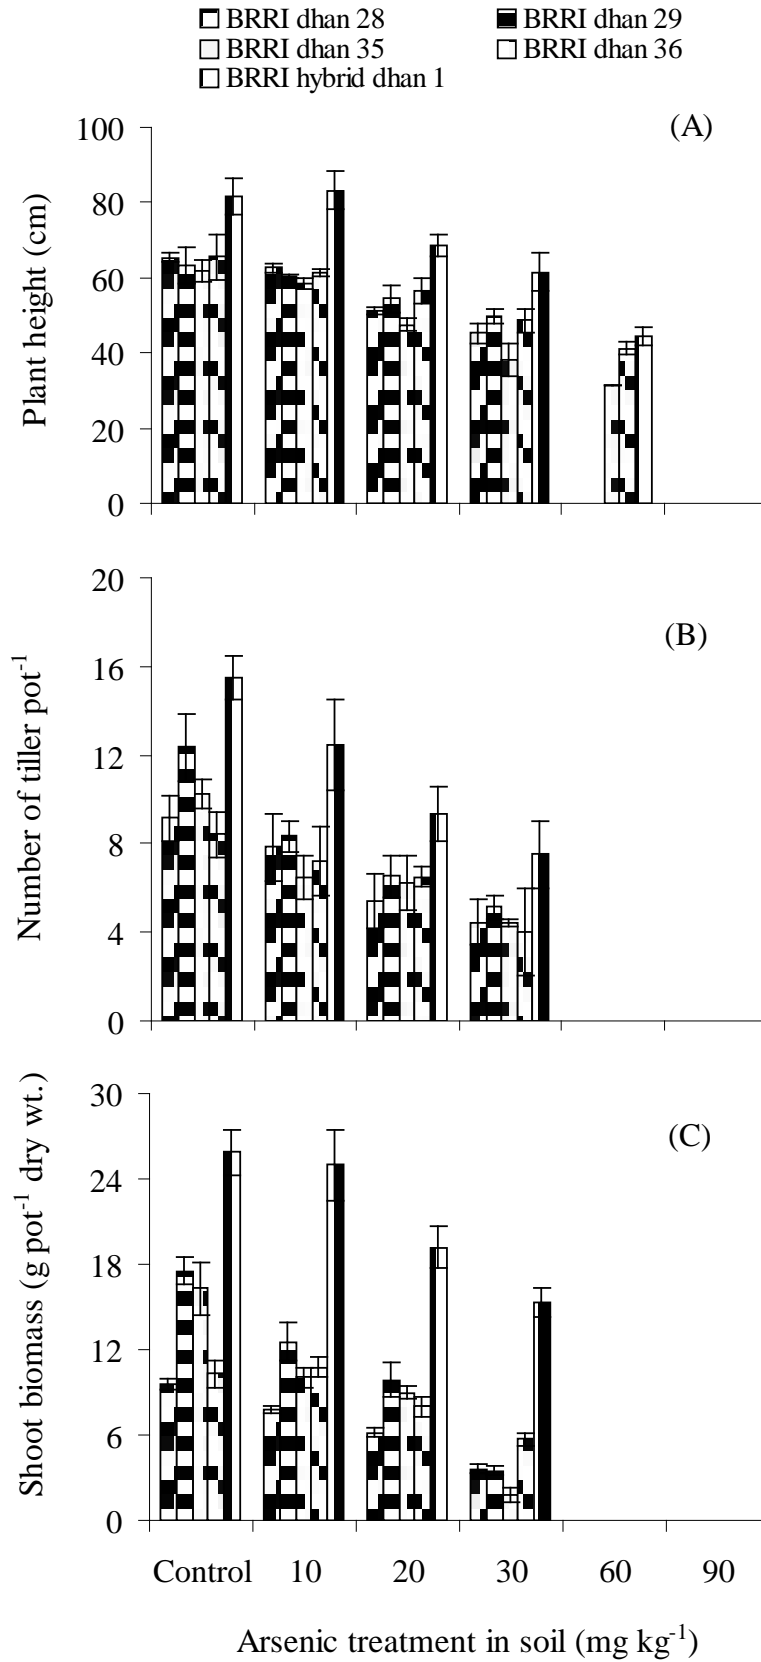 BRRI dhan 28 BRRI dhan 29
BRRI dhan 35 BRRI dhan 36
BRRI hybrid dhan 1
(A)
Plant height (cm)
100
80
60
40
20
0
(B)
Number of tiller pot⁻¹
20
16
12
8
4
0
(C)
Shoot biomass (g pot⁻¹ dry wt.)
30
24
18
12
6
0
Control 10 20 30 60 90
Arsenic treatment in soil (mg kg⁻¹)